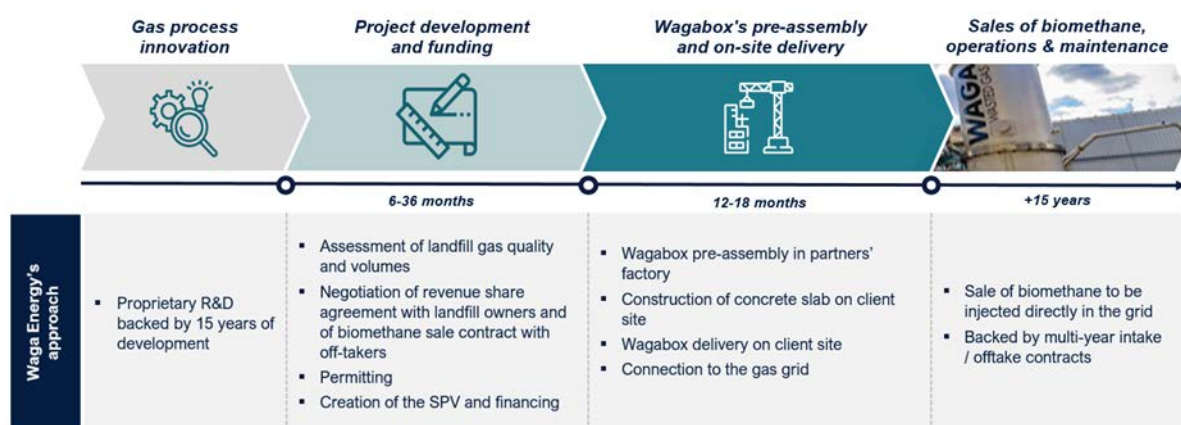 Gas process
innovation
Project development
and funding
Wagabox's pre-assembly
and on-site delivery
Sales of biomethane,
operations & maintenance
WAGA
WASTED GAS
6-36 months
12-18 months
+15 years
Waga Energy's
approach
▪ Proprietary R&D
backed by 15 years of
development
▪ Assessment of landfill gas quality
and volumes
▪ Negotiation of revenue share
agreement with landfill owners and
of biomethane sale contract with
off-takers
▪ Permitting
▪ Creation of the SPV and financing
▪ Wagabox pre-assembly in partners'
factory
▪ Construction of concrete slab on client
site
▪ Wagabox delivery on client site
▪ Connection to the gas grid
▪ Sale of biomethane to be
injected directly in the grid
▪ Backed by multi-year intake
/ offtake contracts